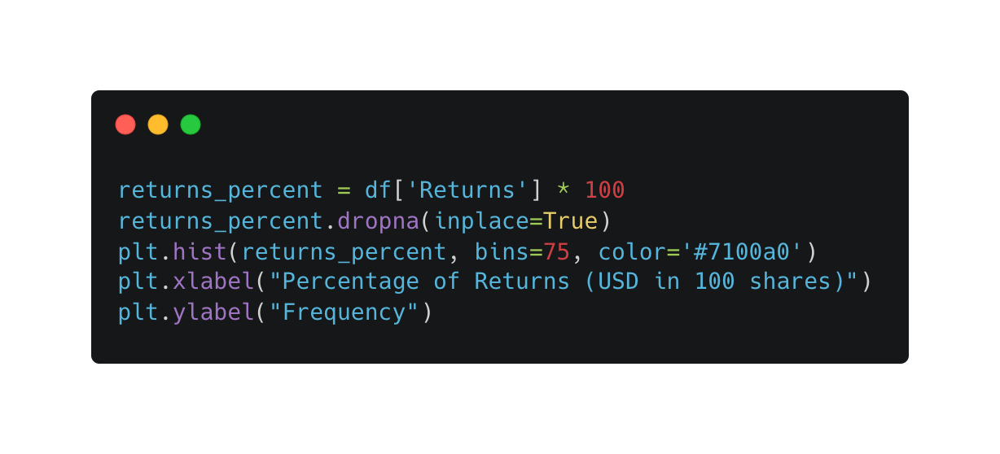 returns_percent = df['Returns'] * 100
returns_percent.dropna(inplace=True)
plt.hist(returns_percent, bins=75, color='#7100a0')
plt.xlabel("Percentage of Returns (USD in 100 shares)")
plt.ylabel("Frequency")